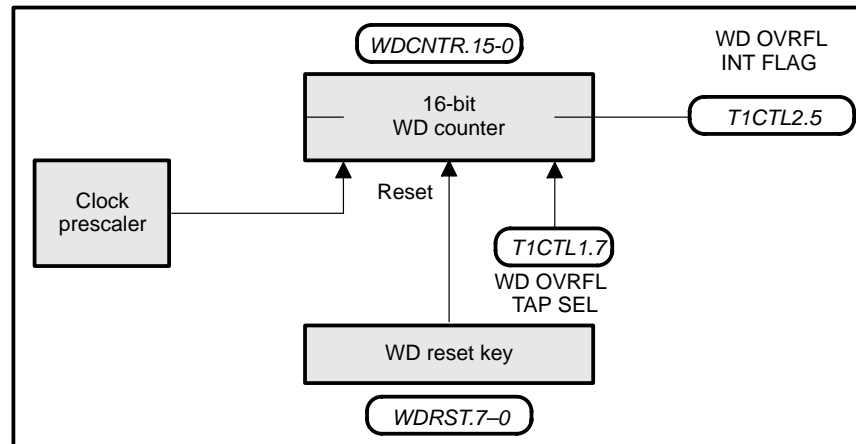 WDCNTR.15-0
WD OVRFL
INT FLAG
16-bit
WD counter
T1CTL2.5
Clock
prescaler
Reset
T1CTL1.7
WD OVRFL
TAP SEL
WD reset key
WDRST.7–0